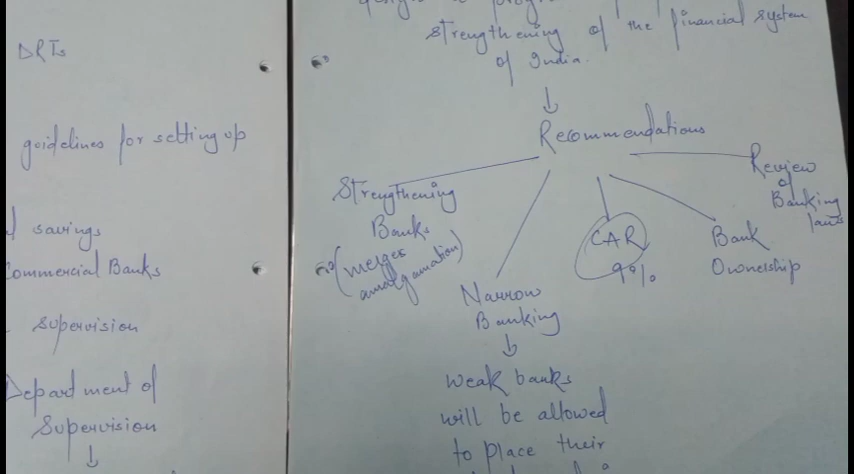 DRTs
guidelines for setting up
savings
Commercial Banks
supervision
Department of
Supervision
↓
strengthening of the financial system
of India.
↓
Recommendations
Strengthening
Banks
(merges
amalgamation)
Narrow
Banking
↓
Weak banks
will be allowed
to place their
CAR
9%
Bank
Ownership
Review
of
Banking
laws